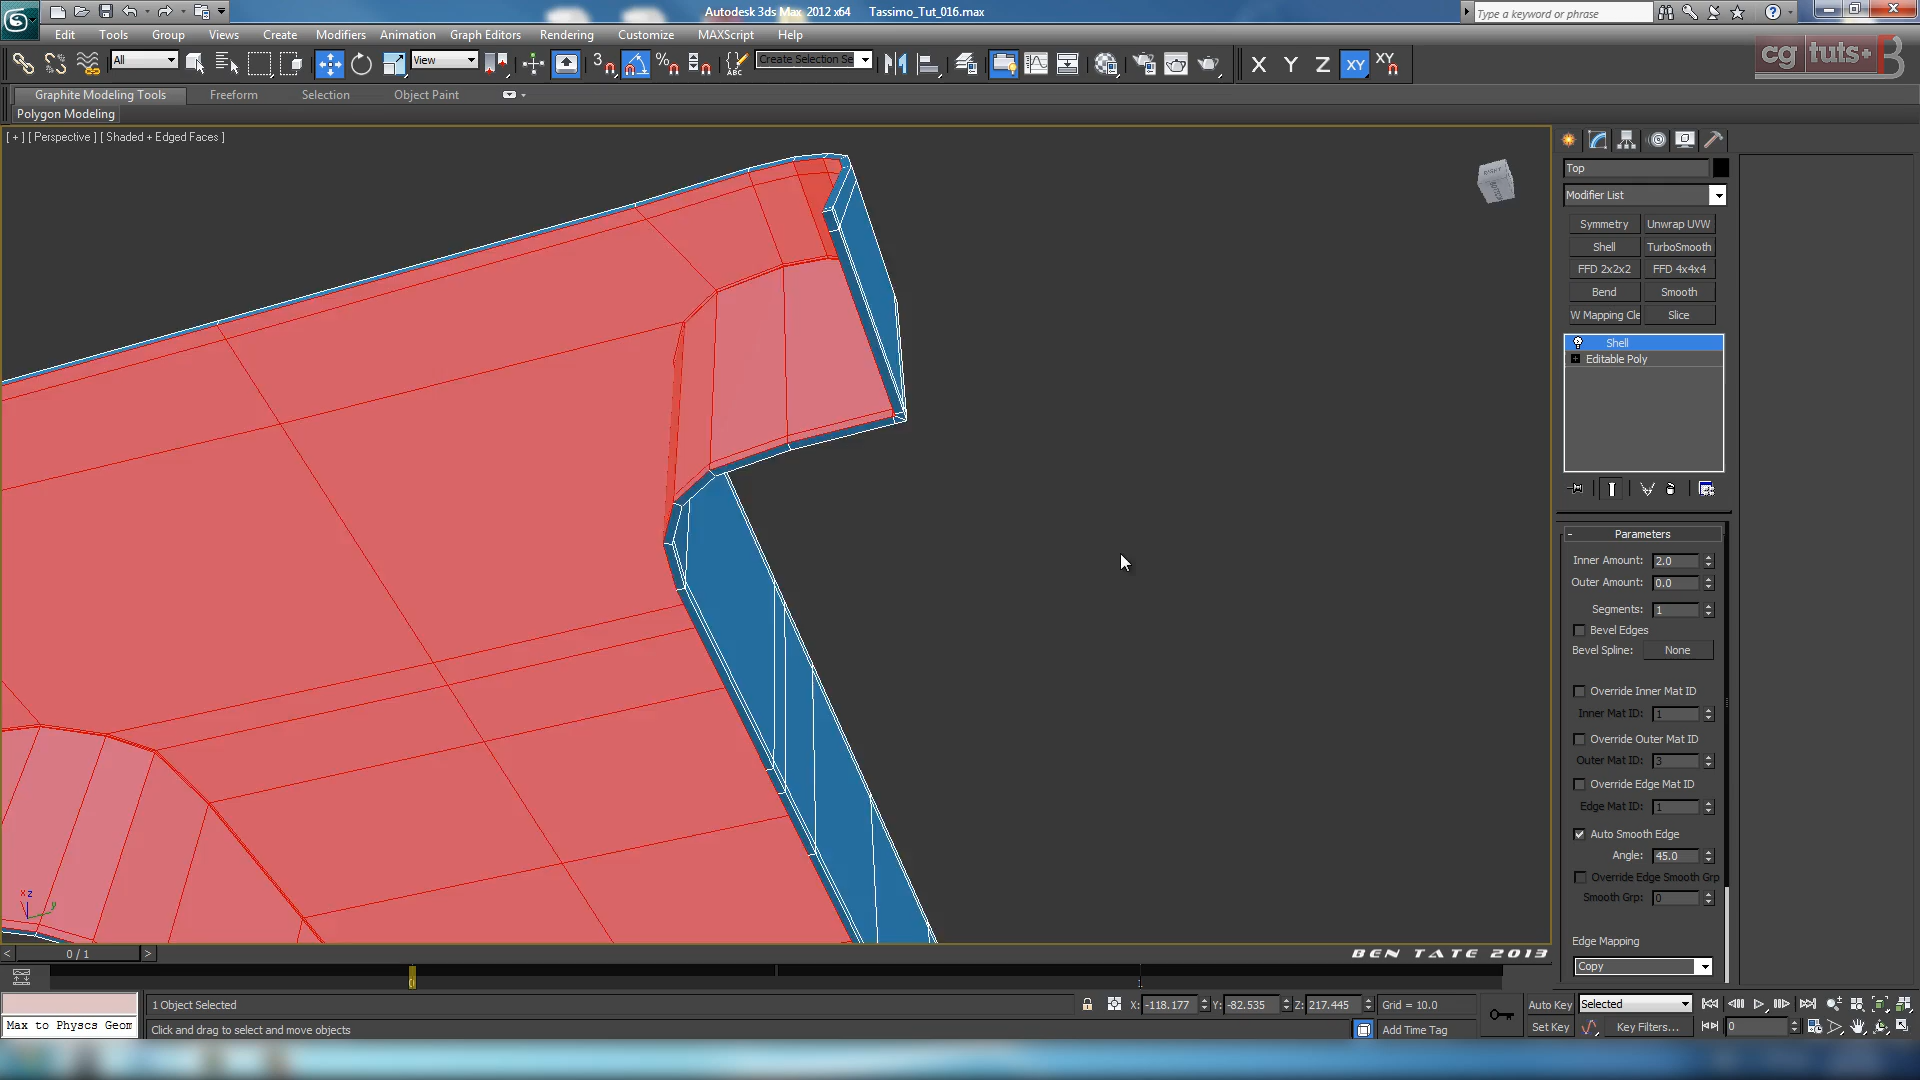 Autodesk 3ds Max 2012 x64 Tassimo_Tut_016.max
Type a keyword or phrase
Edit Tools Group Views Create Modifiers Animation Graph Editors Rendering Customize MAXScript Help
All View Create Selection Se X Y Z XY XY
cg tuts+
Graphite Modeling Tools Freeform Selection Object Paint
Polygon Modeling
[ + ] [ Perspective ] [ Shaded + Edged Faces ]
Top
Modifier List
Symmetry Unwrap UVW
Shell TurboSmooth
FFD 2x2x2 FFD 4x4x4
Bend Smooth
W Mapping Cle Slice
Shell
Editable Poly
Parameters
Inner Amount: 2.0
Outer Amount: 0.0
Segments: 1
Bevel Edges
Bevel Spline: None
Override Inner Mat ID
Inner Mat ID: 1
Override Outer Mat ID
Outer Mat ID: 3
Override Edge Mat ID
Edge Mat ID: 1
Auto Smooth Edge
Angle: 45.0
Override Edge Smooth Grp
Smooth Grp: 0
Edge Mapping
Copy
x z y
0 / 1
BEN TATE 2013
1 Object Selected X: -118.177 Y: -82.535 Z: 217.445 Grid = 10.0 Auto Key Selected
Max to Physcs Geom Click and drag to select and move objects Add Time Tag Set Key Key Filters... 0